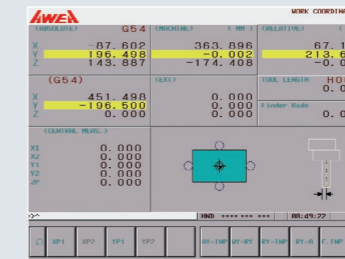 AWEA
WORK COORDIN
(ABSOLUTE) G54 (MACHINE) ( MM ) (RELATIVE) (
X -87.602 363.896 67.1
Y 196.498 -0.002 213.6
Z 143.887 -174.408 -0.0
(G54) (EXT) TOOL LENGTH HO
0.0
X 451.498 0.000
Y -196.500 0.000 Finder Rade
Z 0.000 0.000 0.0
(CENTRAL MEAS.)
X1 0.000
X2 0.000
Y1 0.000
Y2 0.000
ZP 0.000
>>^
HND **** *** *** 08:49:22
XP1 XP2 YP1 YP2 RY-INP WY-RY RY-INP RY-0 F.INP